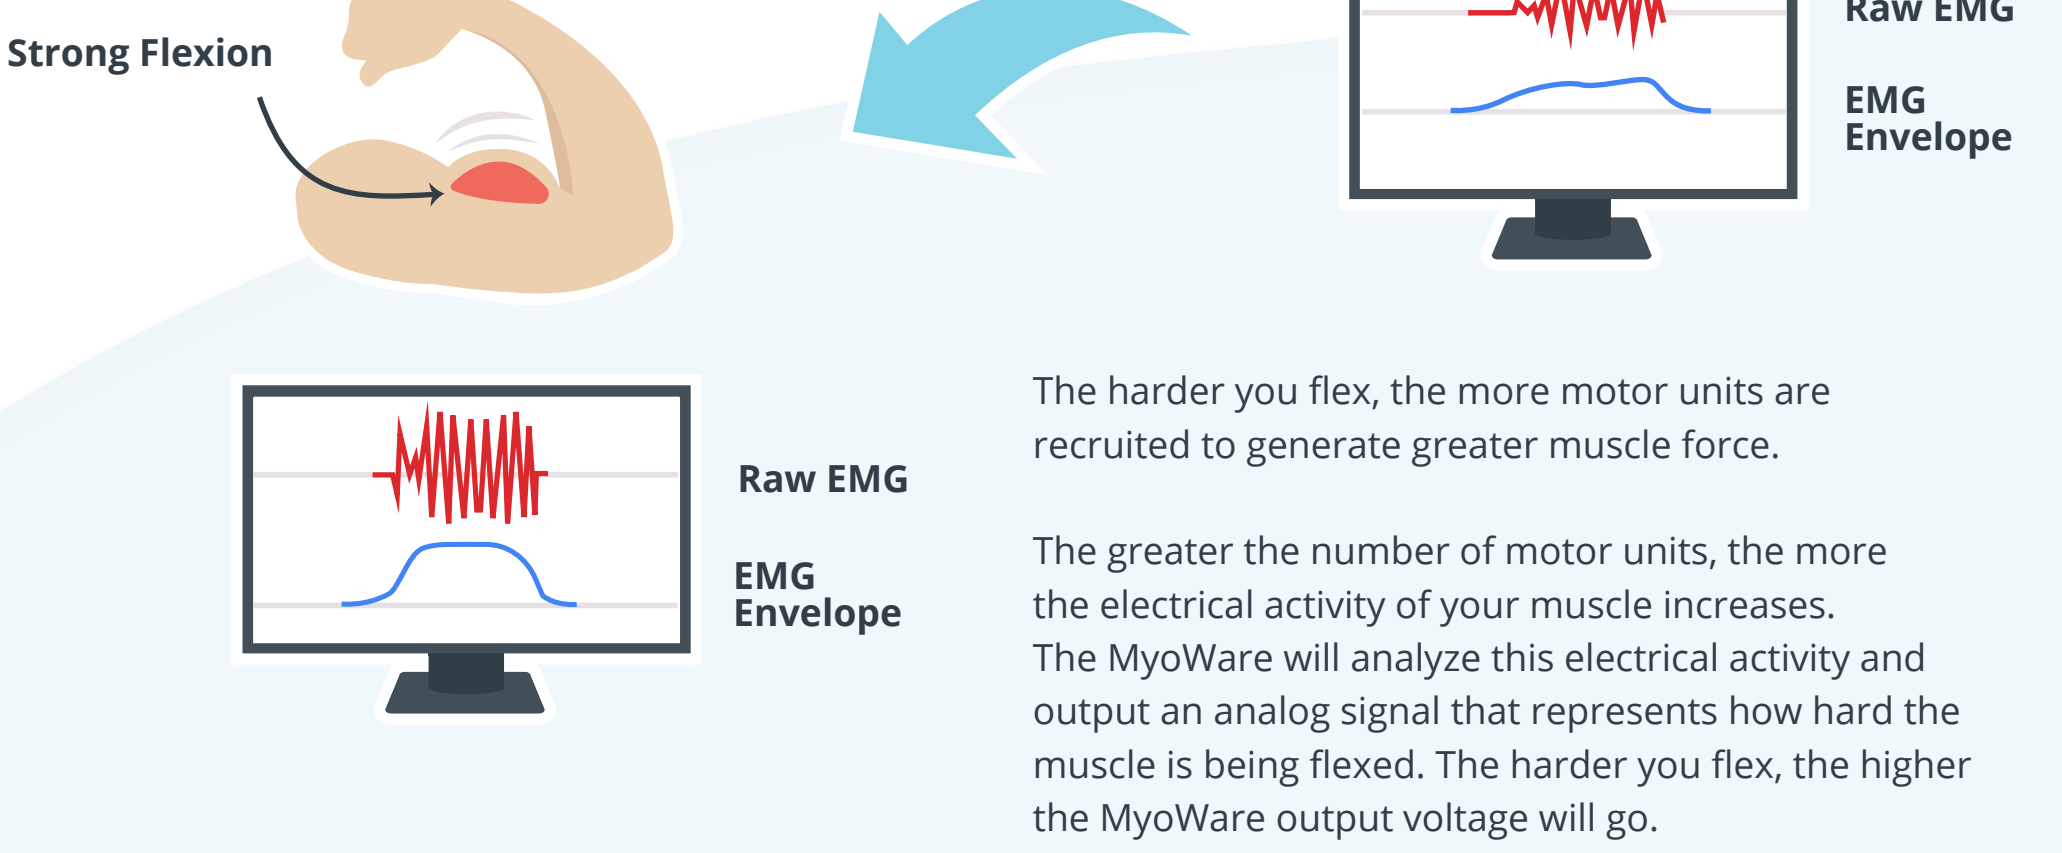 Raw EMG
Strong Flexion
EMG
Envelope
The harder you flex, the more motor units are
recruited to generate greater muscle force.
Raw EMG
EMG
Envelope
The greater the number of motor units, the more
the electrical activity of your muscle increases.
The MyoWare will analyze this electrical activity and
output an analog signal that represents how hard the
muscle is being flexed. The harder you flex, the higher
the MyoWare output voltage will go.